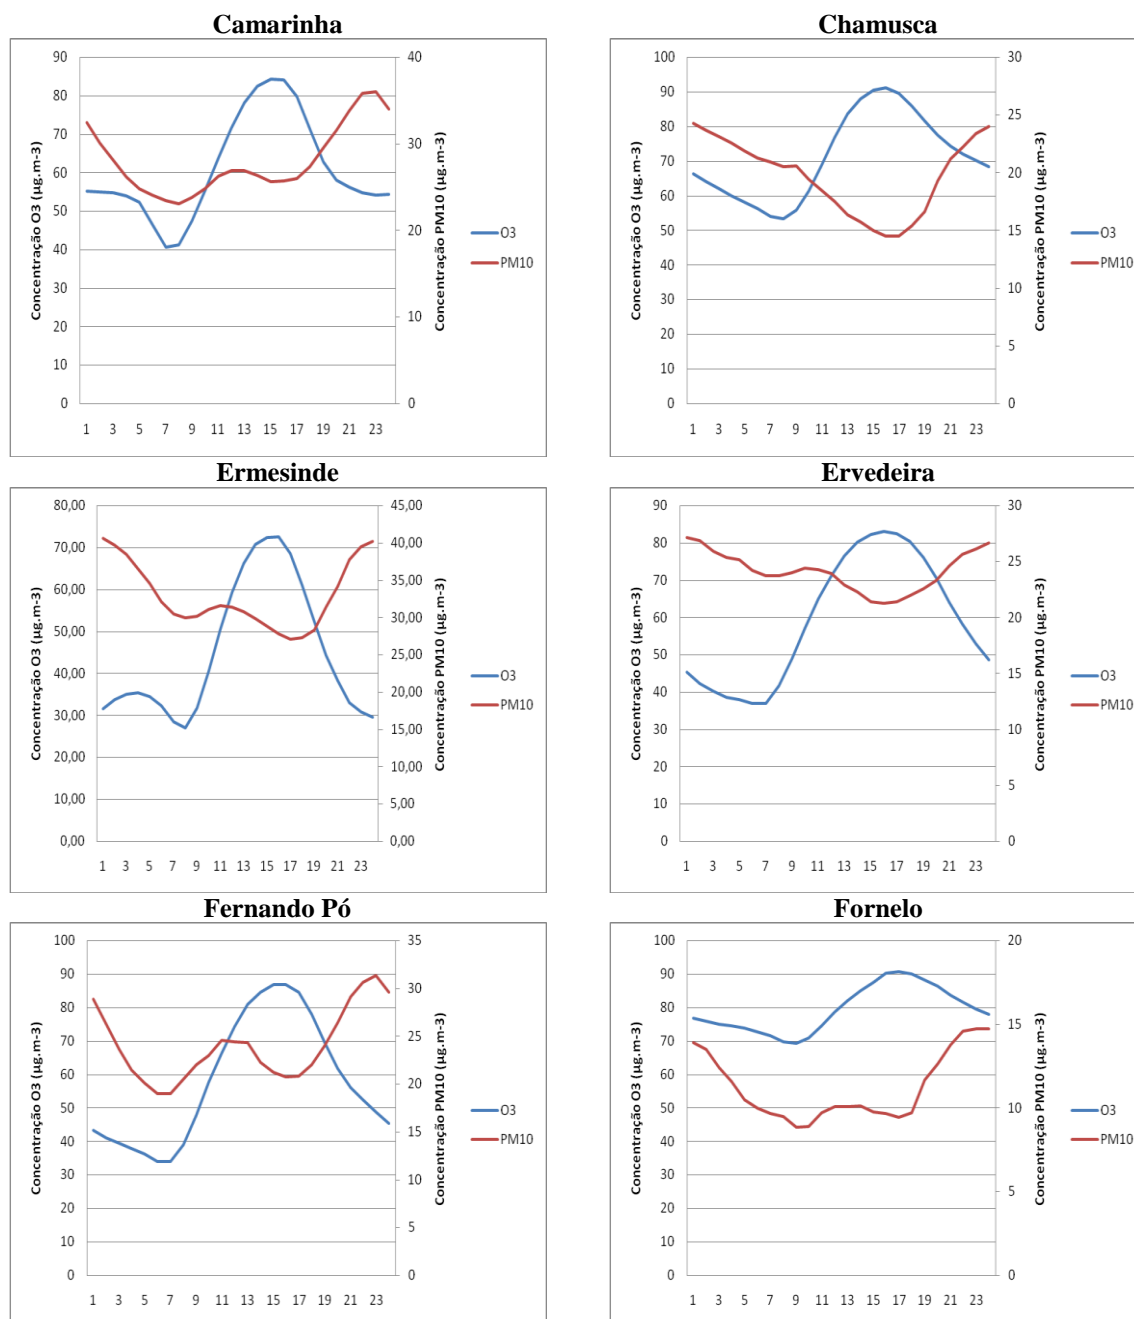 Camarinha
Concentração O3 (µg.m-3)
90
80
70
60
50
40
30
20
10
0
1 3 5 7 9 11 13 15 17 19 21 23
40
30
20
10
0
Concentração PM10 (µg.m-3)
O3
PM10
Chamusca
Concentração O3 (µg.m-3)
100
90
80
70
60
50
40
30
20
10
0
1 3 5 7 9 11 13 15 17 19 21 23
30
25
20
15
10
5
0
Concentração PM10 (µg.m-3)
O3
PM10
Ermesinde
Concentração O3 (µg.m-3)
80,00
70,00
60,00
50,00
40,00
30,00
20,00
10,00
0,00
1 3 5 7 9 11 13 15 17 19 21 23
45,00
40,00
35,00
30,00
25,00
20,00
15,00
10,00
5,00
0,00
Concentração PM10 (µg.m-3)
O3
PM10
Ervedeira
Concentração O3 (µg.m-3)
90
80
70
60
50
40
30
20
10
0
1 3 5 7 9 11 13 15 17 19 21 23
30
25
20
15
10
5
0
Concentração PM10 (µg.m-3)
O3
PM10
Fernando Pó
Concentração O3 (µg.m-3)
100
90
80
70
60
50
40
30
20
10
0
1 3 5 7 9 11 13 15 17 19 21 23
35
30
25
20
15
10
5
0
Concentração PM10 (µg.m-3)
O3
PM10
Fornelo
Concentração O3 (µg.m-3)
100
90
80
70
60
50
40
30
20
10
0
1 3 5 7 9 11 13 15 17 19 21 23
20
15
10
5
0
Concentração PM10 (µg.m-3)
O3
PM10